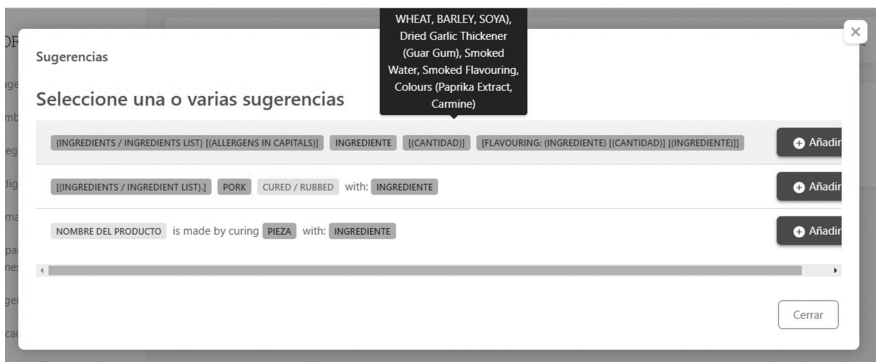 WHEAT, BARLEY, SOYA),
Dried Garlic Thickener
(Guar Gum), Smoked
Water, Smoked Flavouring,
Colours (Paprika Extract,
Carmine)
Sugerencias
Seleccione una o varias sugerencias
(INGREDIENTS / INGREDIENTS LIST) [(ALLERGENS IN CAPITALS)] INGREDIENTE [(CANTIDAD)] [FLAVOURING: (INGREDIENTE) [(CANTIDAD)] [(INGREDIENTE)]] Añadir
[(INGREDIENTS / INGREDIENT LIST).] PORK CURED / RUBBED with: INGREDIENTE Añadir
NOMBRE DEL PRODUCTO is made by curing PIEZA with: INGREDIENTE Añadir
Cerrar